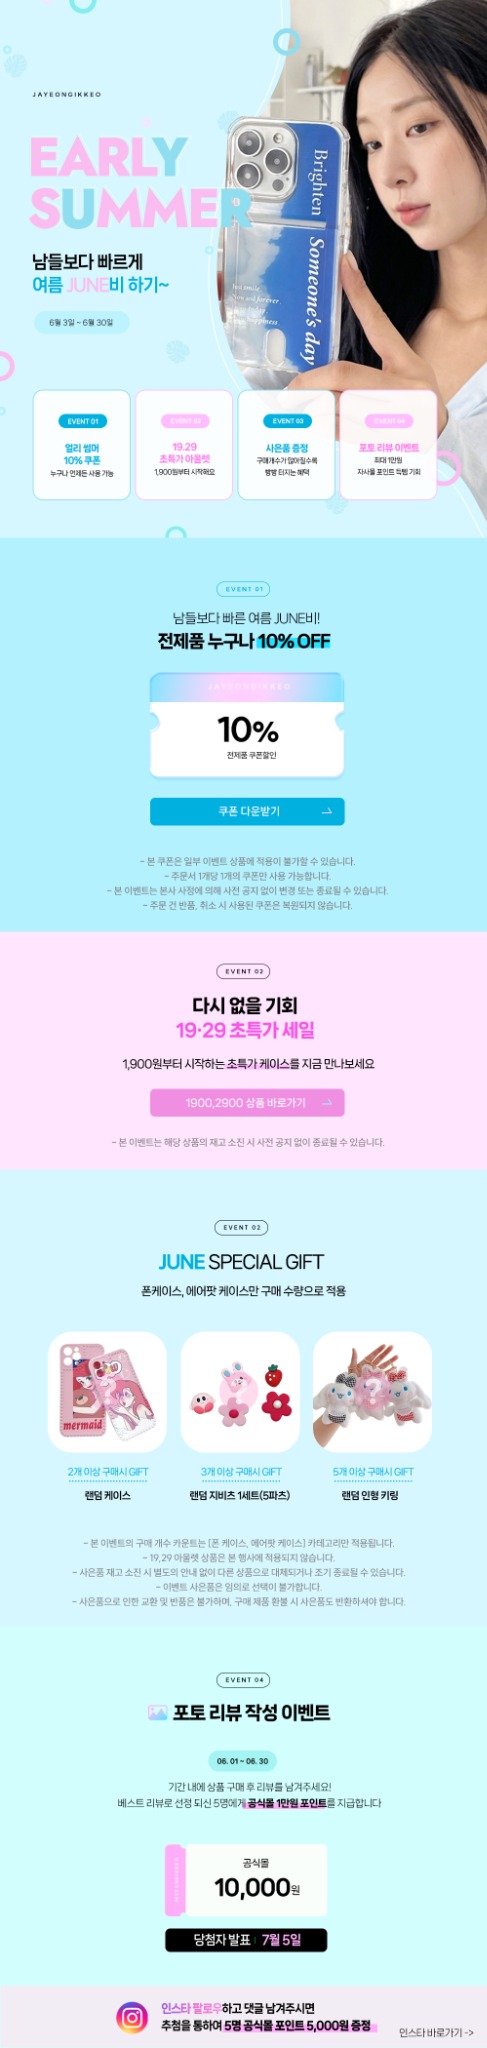 JAYEONGIKKEO
EARLY
SUMMER
남들보다 빠르게
여름 JUNE비 하기~
6월 3일 ~ 6월 30일
Brighten
Someone's day
EVENT 01
얼리 썸머
10% 쿠폰
누구나 언제든 사용 가능
EVENT 02
19.29
초특가 아울렛
1,900원부터 시작해요
EVENT 03
사은품 증정
구매개수가 많아질수록
빵빵 터지는 혜택
EVENT 04
포토 리뷰 이벤트
최대 1만원
자사몰 포인트 득템 기회
EVENT 01
남들보다 빠른 여름 JUNE비!
전제품 누구나 10% OFF
JAYEONGIKKEO
10%
전제품 쿠폰할인
쿠폰 다운받기
- 본 쿠폰은 일부 이벤트 상품에 적용이 불가할 수 있습니다.
- 주문서 1개당 1개의 쿠폰만 사용 가능합니다.
- 본 이벤트는 본사 사정에 의해 사전 공지 없이 변경 또는 종료될 수 있습니다.
- 주문 건 반품, 취소 시 사용된 쿠폰은 복원되지 않습니다.
EVENT 02
다시 없을 기회
19·29 초특가 세일
1,900원부터 시작하는 초특가 케이스를 지금 만나보세요
1900,2900 상품 바로가기
- 본 이벤트는 해당 상품의 재고 소진 시 사전 공지 없이 종료될 수 있습니다.
EVENT 02
JUNE SPECIAL GIFT
폰케이스, 에어팟 케이스만 구매 수량으로 적용
mermaid
2개 이상 구매시 GIFT
랜덤 케이스
3개 이상 구매시 GIFT
랜덤 지비츠 1세트(5파츠)
5개 이상 구매시 GIFT
랜덤 인형 키링
- 본 이벤트의 구매 개수 카운트는 [폰 케이스, 에어팟 케이스] 카테고리만 적용됩니다.
- 19,29 아울렛 상품은 본 행사에 적용되지 않습니다.
- 사은품 재고 소진 시 별도의 안내 없이 다른 상품으로 대체되거나 조기 종료될 수 있습니다.
- 이벤트 사은품은 임의로 선택이 불가합니다.
- 사은품으로 인한 교환 및 반품은 불가하며, 구매 제품 환불 시 사은품도 반환하셔야 합니다.
EVENT 04
포토 리뷰 작성 이벤트
06. 01 ~ 06. 30
기간 내에 상품 구매 후 리뷰를 남겨주세요!
베스트 리뷰로 선정 되신 5명에게 공식몰 1만원 포인트를 지급합니다
공식몰
10,000원
당첨자 발표 | 7월 5일
인스타 팔로우하고 댓글 남겨주시면
추첨을 통하여 5명 공식몰 포인트 5,000원 증정
인스타 바로가기 ->